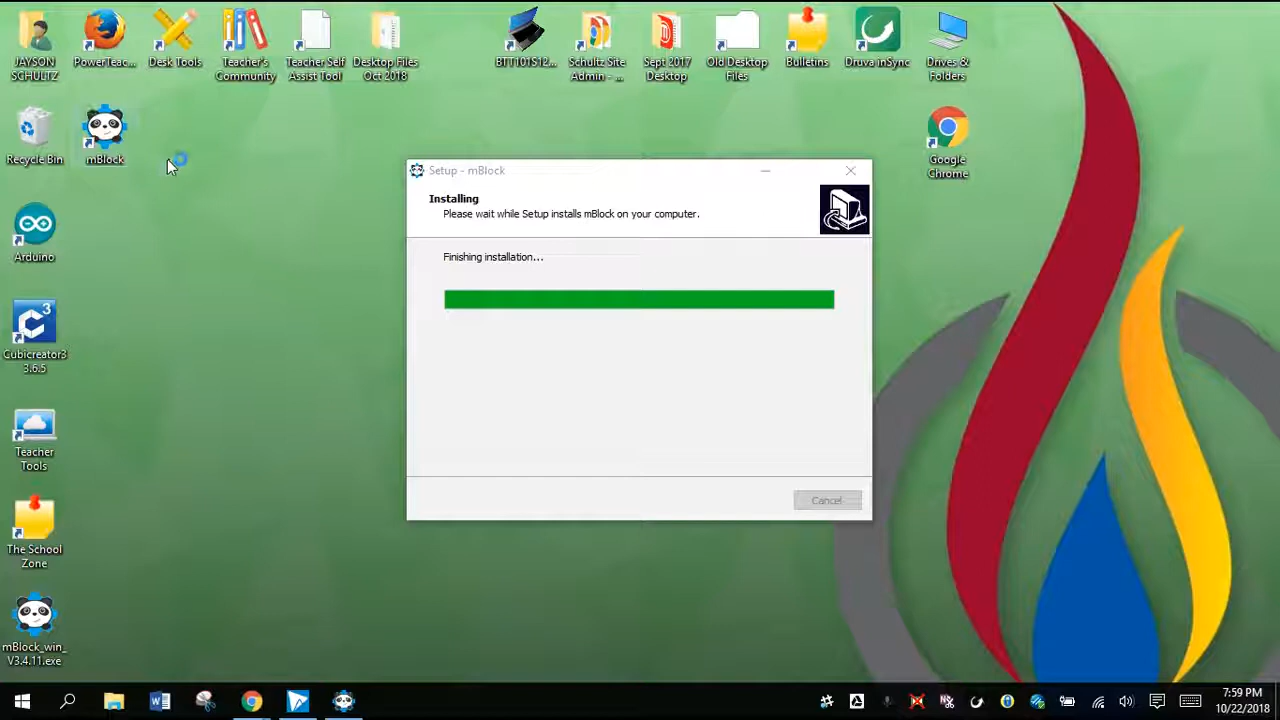 JAYSON
SCHULTZ
PowerTeac...
Desk Tools
Teacher's
Community
Teacher Self
Assist Tool
Desktop Files
Oct 2018
BTT101S12...
Schultz Site
Admin - ...
Sept 2017
Desktop
Old Desktop
Files
Bulletins
Druva inSync
Drives &
Folders
Recycle Bin
mBlock
Google
Chrome
Setup - mBlock
Installing
Please wait while Setup installs mBlock on your computer.
Finishing installation...
Cancel
Arduino
3
Cubicreator3
3.6.5
Teacher
Tools
The School
Zone
mBlock_win_
V3.4.11.exe
7:59 PM
10/22/2018